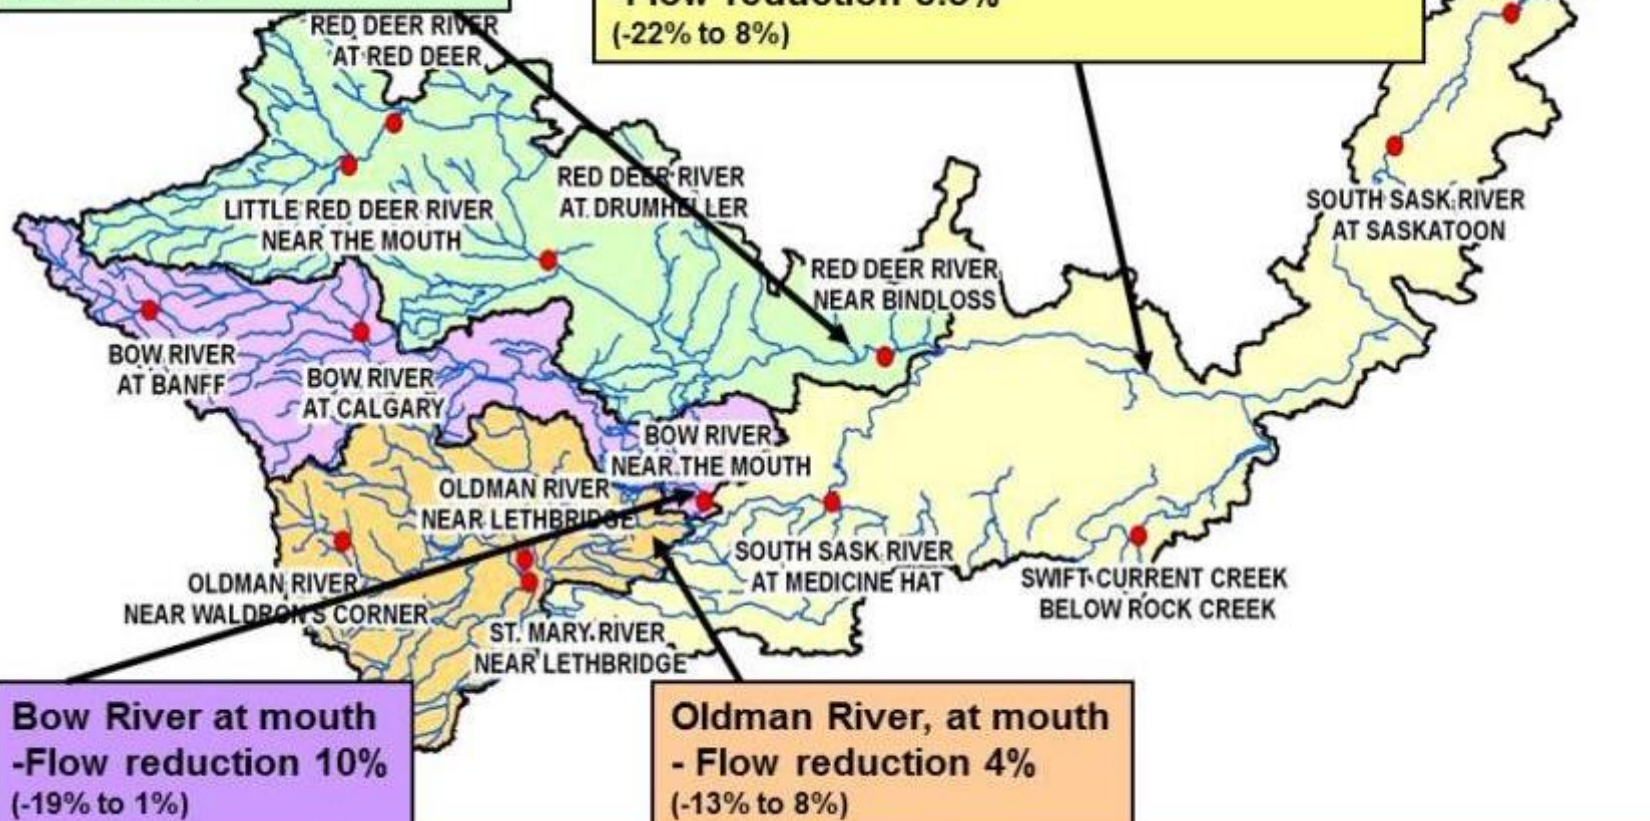 (-22% to 8%)
RED DEER RIVER
AT RED DEER
RED DEER RIVER
AT DRUMHELLER
LITTLE RED DEER RIVER
NEAR THE MOUTH
SOUTH SASK RIVER
AT SASKATOON
RED DEER RIVER
NEAR BINDLOSS
BOW RIVER
AT BANFF
BOW RIVER
AT CALGARY
BOW RIVER
NEAR THE MOUTH
OLDMAN RIVER
NEAR LETHBRIDGE
SOUTH SASK RIVER
AT MEDICINE HAT
SWIFT CURRENT CREEK
BELOW ROCK CREEK
OLDMAN RIVER
NEAR WALDRON'S CORNER
ST. MARY RIVER
NEAR LETHBRIDGE
Bow River at mouth
-Flow reduction 10%
(-19% to 1%)
Oldman River, at mouth
- Flow reduction 4%
(-13% to 8%)